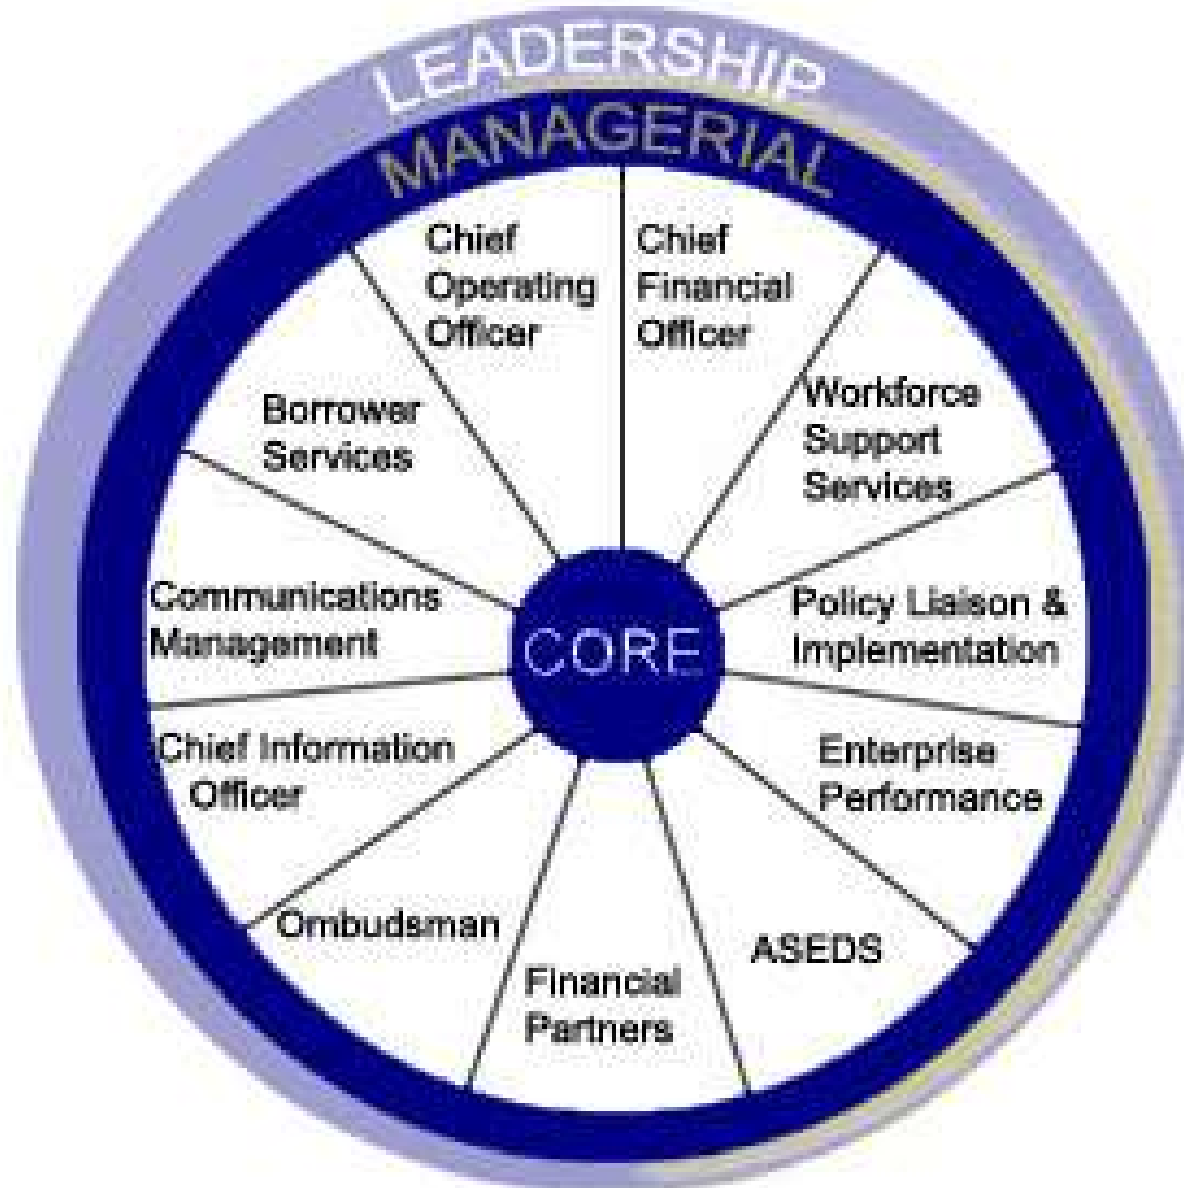 LEADERSHIP
MANAGERIAL
Chief
Operating
Officer
Chief
Financial
Officer
Workforce
Support
Services
Policy Liaison &
Implementation
Enterprise
Performance
ASEDS
Financial
Partners
Ombudsman
Chief Information
Officer
Communications
Management
Borrower
Services
CORE